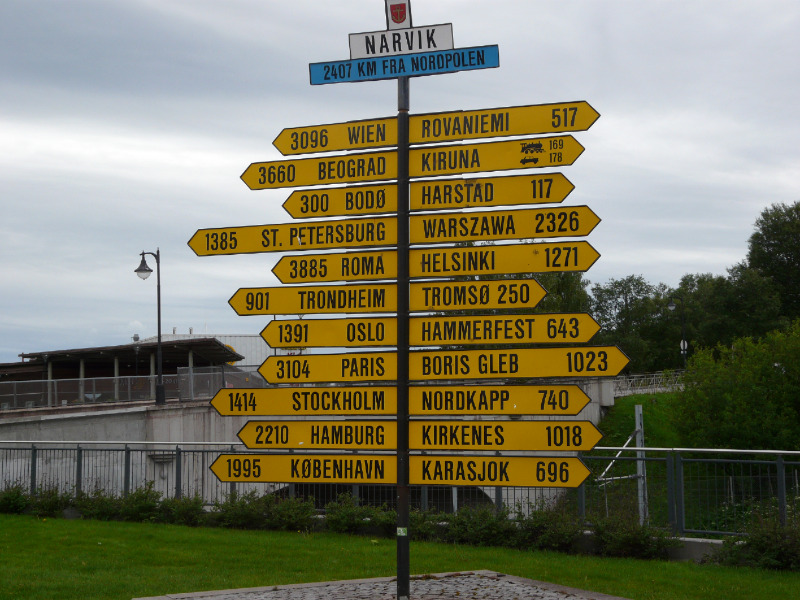 NARVIK
2407 KM FRA NORDPOLEN
3096 WIEN
ROVANIEMI 517
3660 BEOGRAD
KIRUNA 169
178
300 BODØ
HARSTAD 117
1385 ST. PETERSBURG
WARSZAWA 2326
3885 ROMA
HELSINKI 1271
901 TRONDHEIM
TROMSØ 250
1391 OSLO
HAMMERFEST 643
3104 PARIS
BORIS GLEB 1023
1414 STOCKHOLM
NORDKAPP 740
2210 HAMBURG
KIRKENES 1018
1995 KØBENHAVN
KARASJOK 696